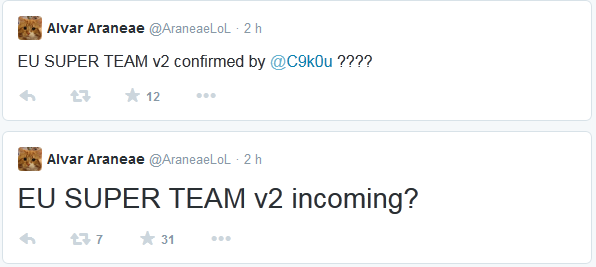 Alvar Araneae @AraneaeLoL · 2 h
EU SUPER TEAM v2 confirmed by @C9k0u ????
12
Alvar Araneae @AraneaeLoL · 2 h
EU SUPER TEAM v2 incoming?
7 31